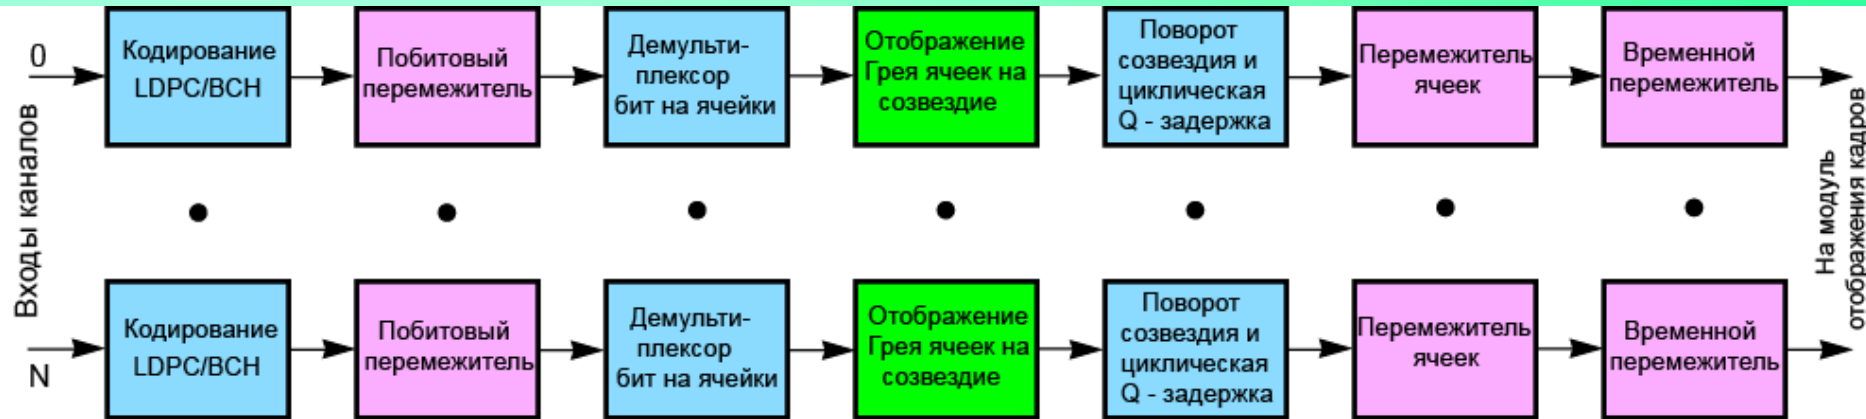 0
Входы каналов
N
Кодирование
LDPC/BCH
Побитовый
перемежитель
Демульти-
плексор
бит на ячейки
Отображение
Грея ячеек на
созвездие
Поворот
созвездия и
циклическая
Q - задержка
Перемежитель
ячеек
Временной
перемежитель
На модуль
отображения кадров
Кодирование
LDPC/BCH
Побитовый
перемежитель
Демульти-
плексор
бит на ячейки
Отображение
Грея ячеек на
созвездие
Поворот
созвездия и
циклическая
Q - задержка
Перемежитель
ячеек
Временной
перемежитель